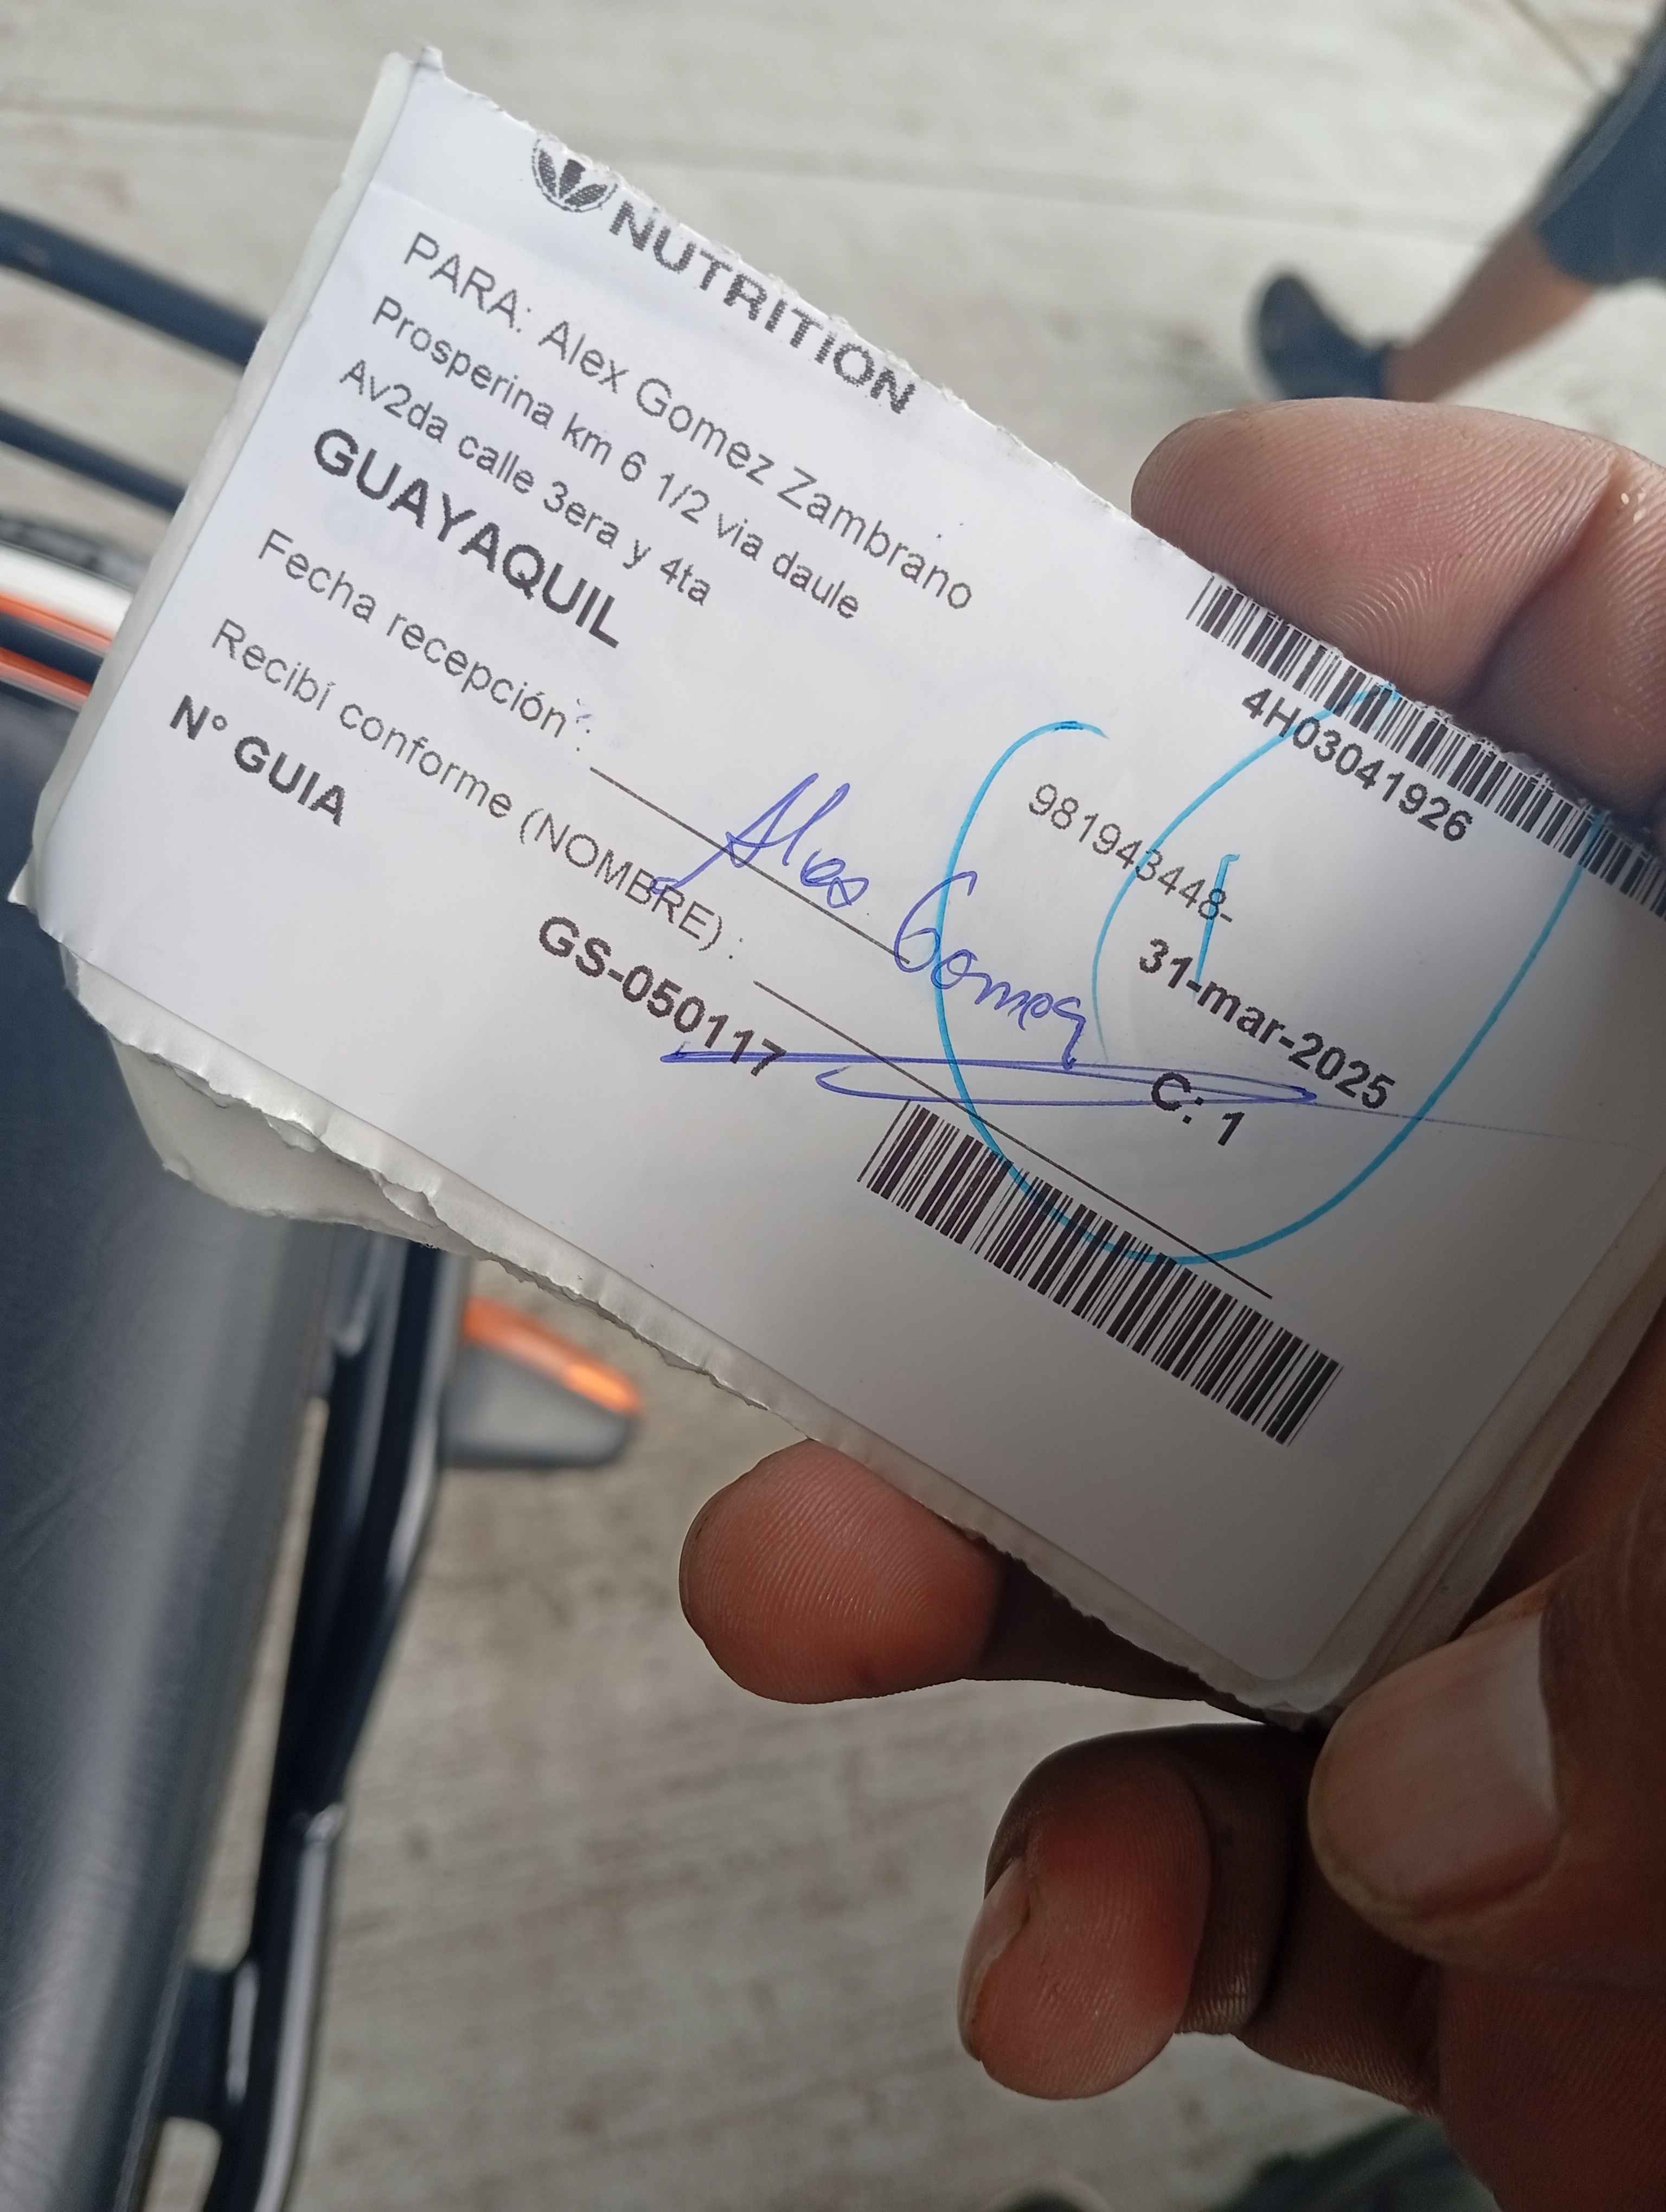 NUTRITION
PARA: Alex Gomez Zambrano
Prosperina km 6 1/2 via daule
Av2da calle 3era y 4ta
GUAYAQUIL
4H03041926
981943448-
31-mar-2025
Fecha recepción :
Alex Gomez
Recibí conforme (NOMBRE) :
C: 1
N° GUIA
GS-050117